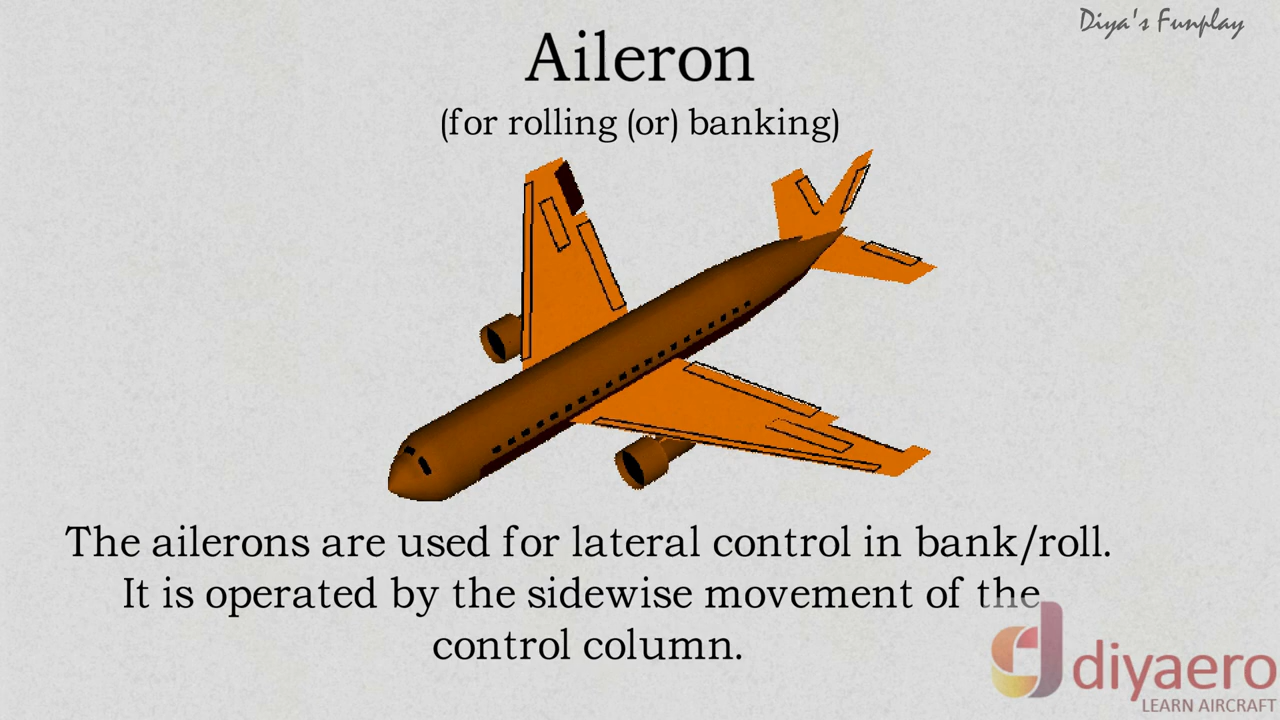 Diya's Funplay
Aileron
(for rolling (or) banking)
The ailerons are used for lateral control in bank/roll.
It is operated by the sidewise movement of the
control column.
diyaero
LEARN AIRCRAFT